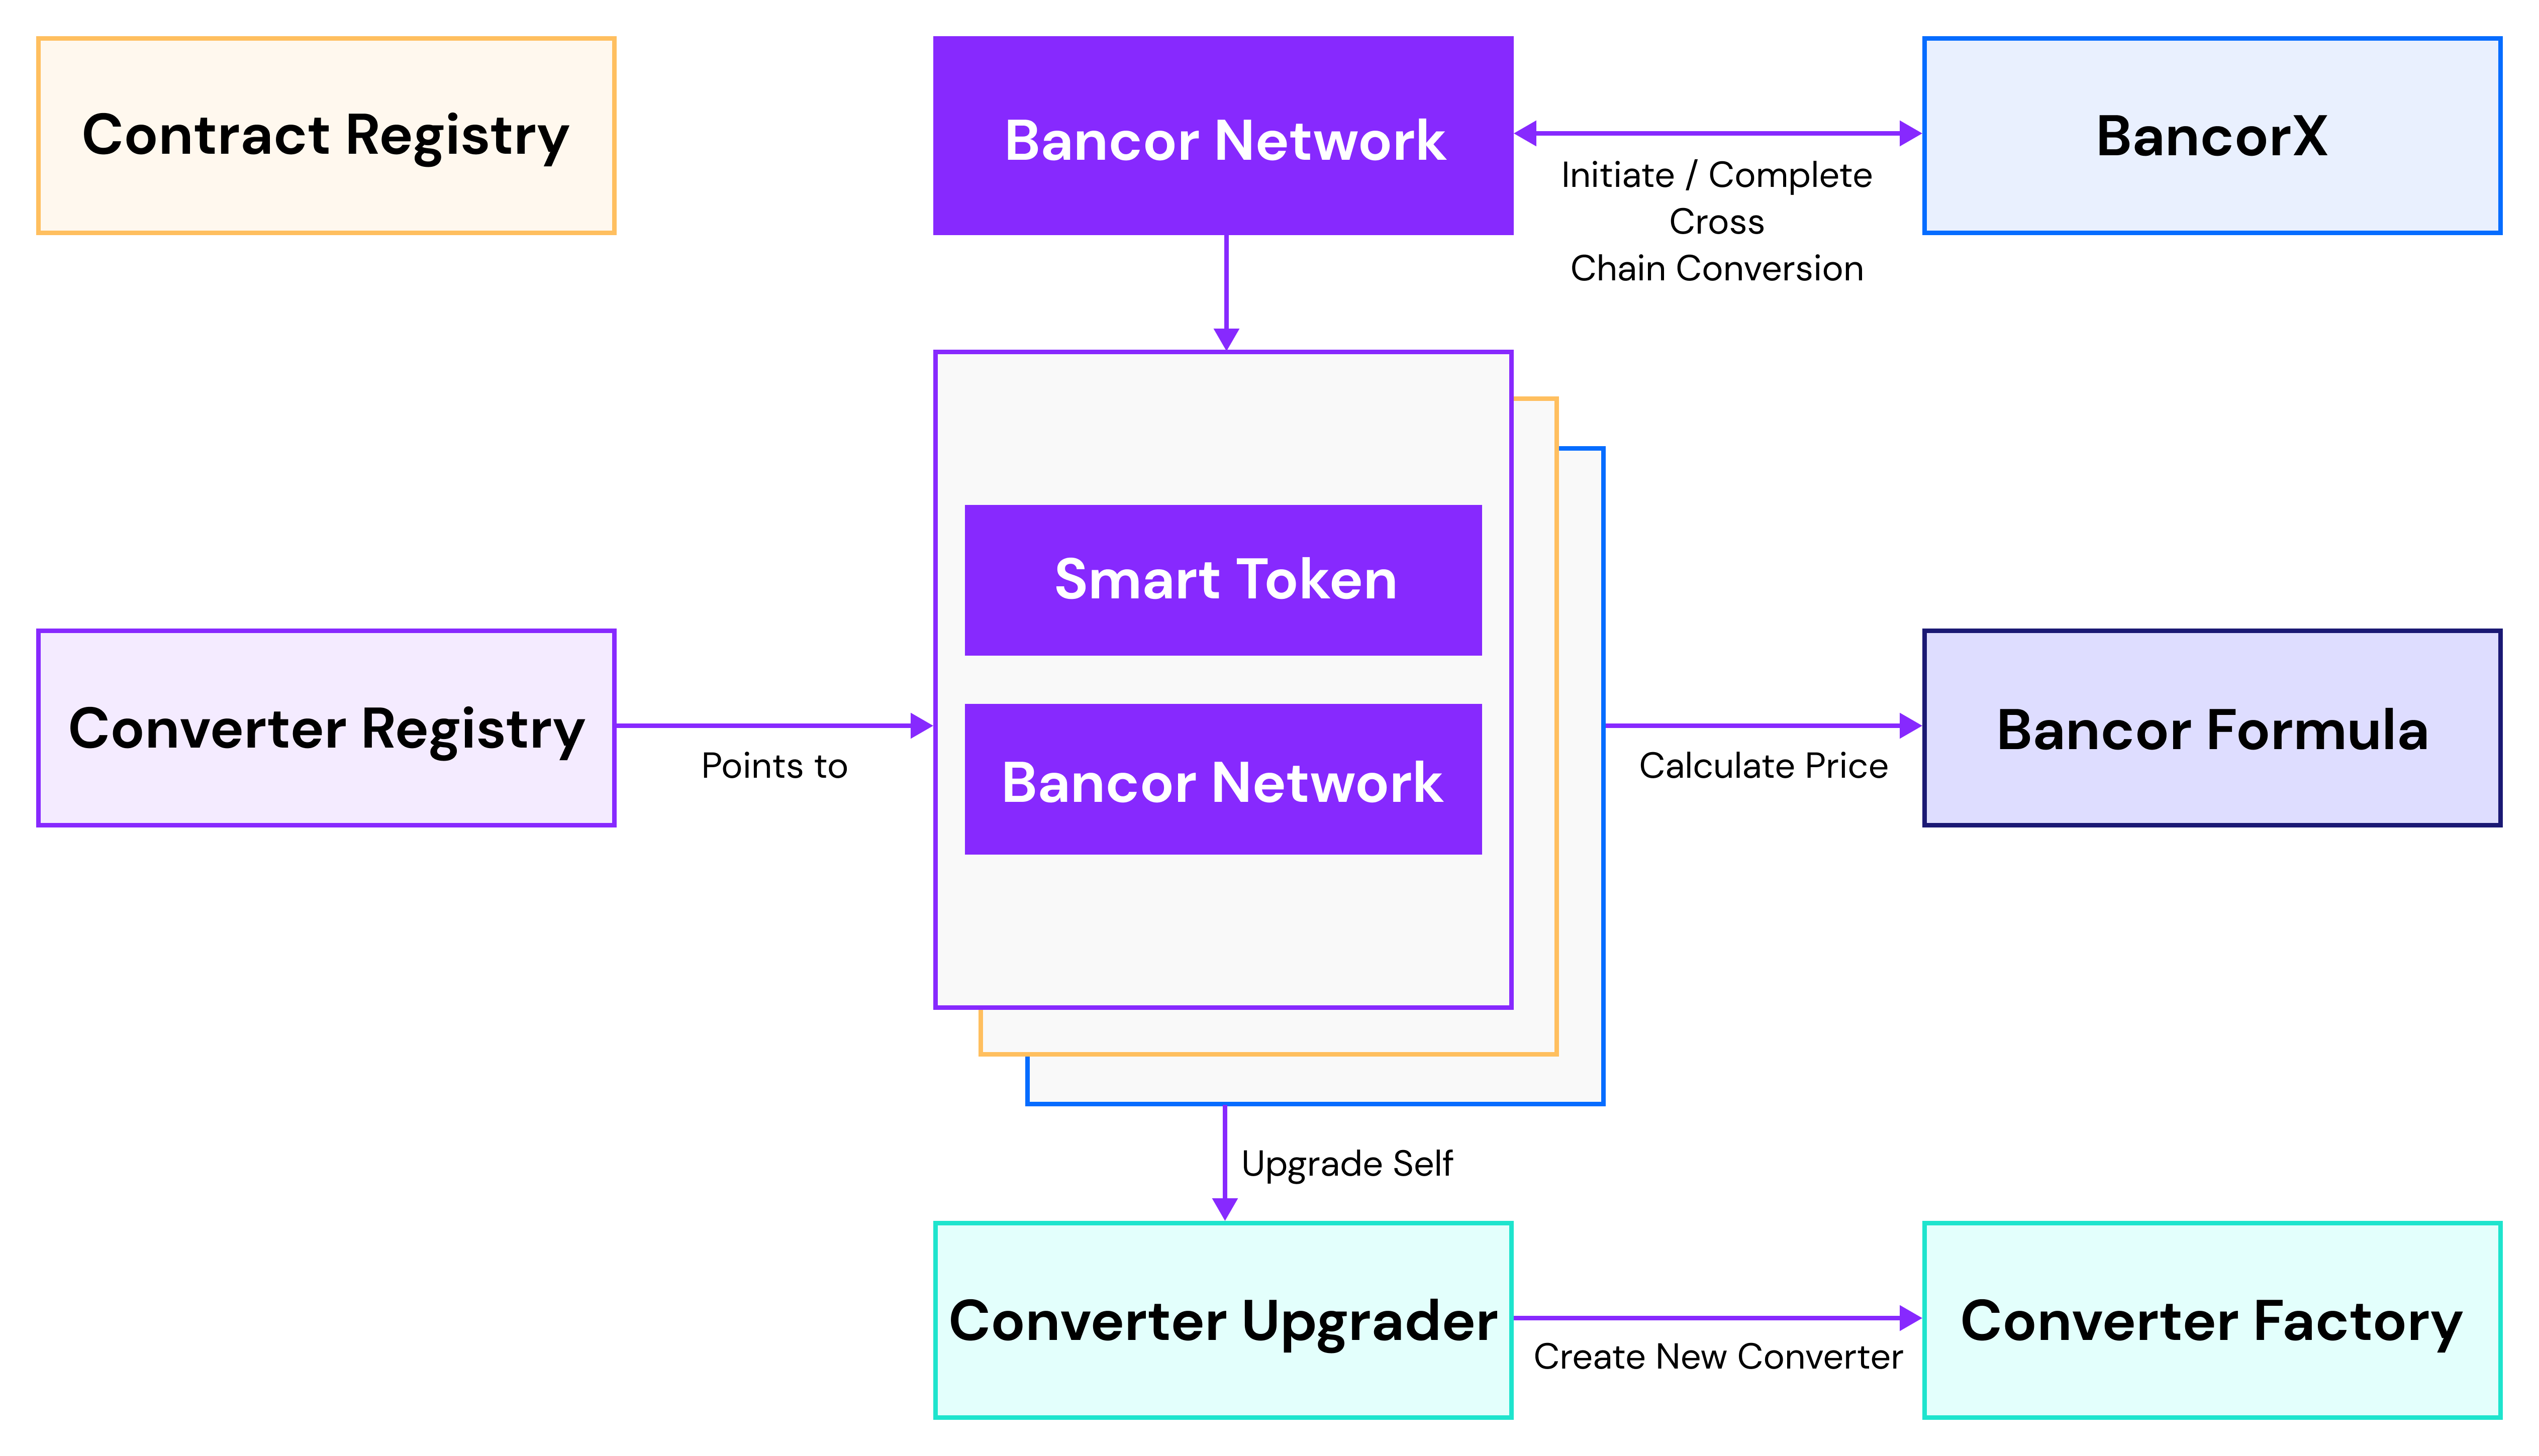 Contract Registry
Bancor Network
BancorX
Initiate / Complete
Cross
Chain Conversion
Smart Token
Converter Registry
Points to
Bancor Network
Calculate Price
Bancor Formula
Upgrade Self
Converter Upgrader
Create New Converter
Converter Factory